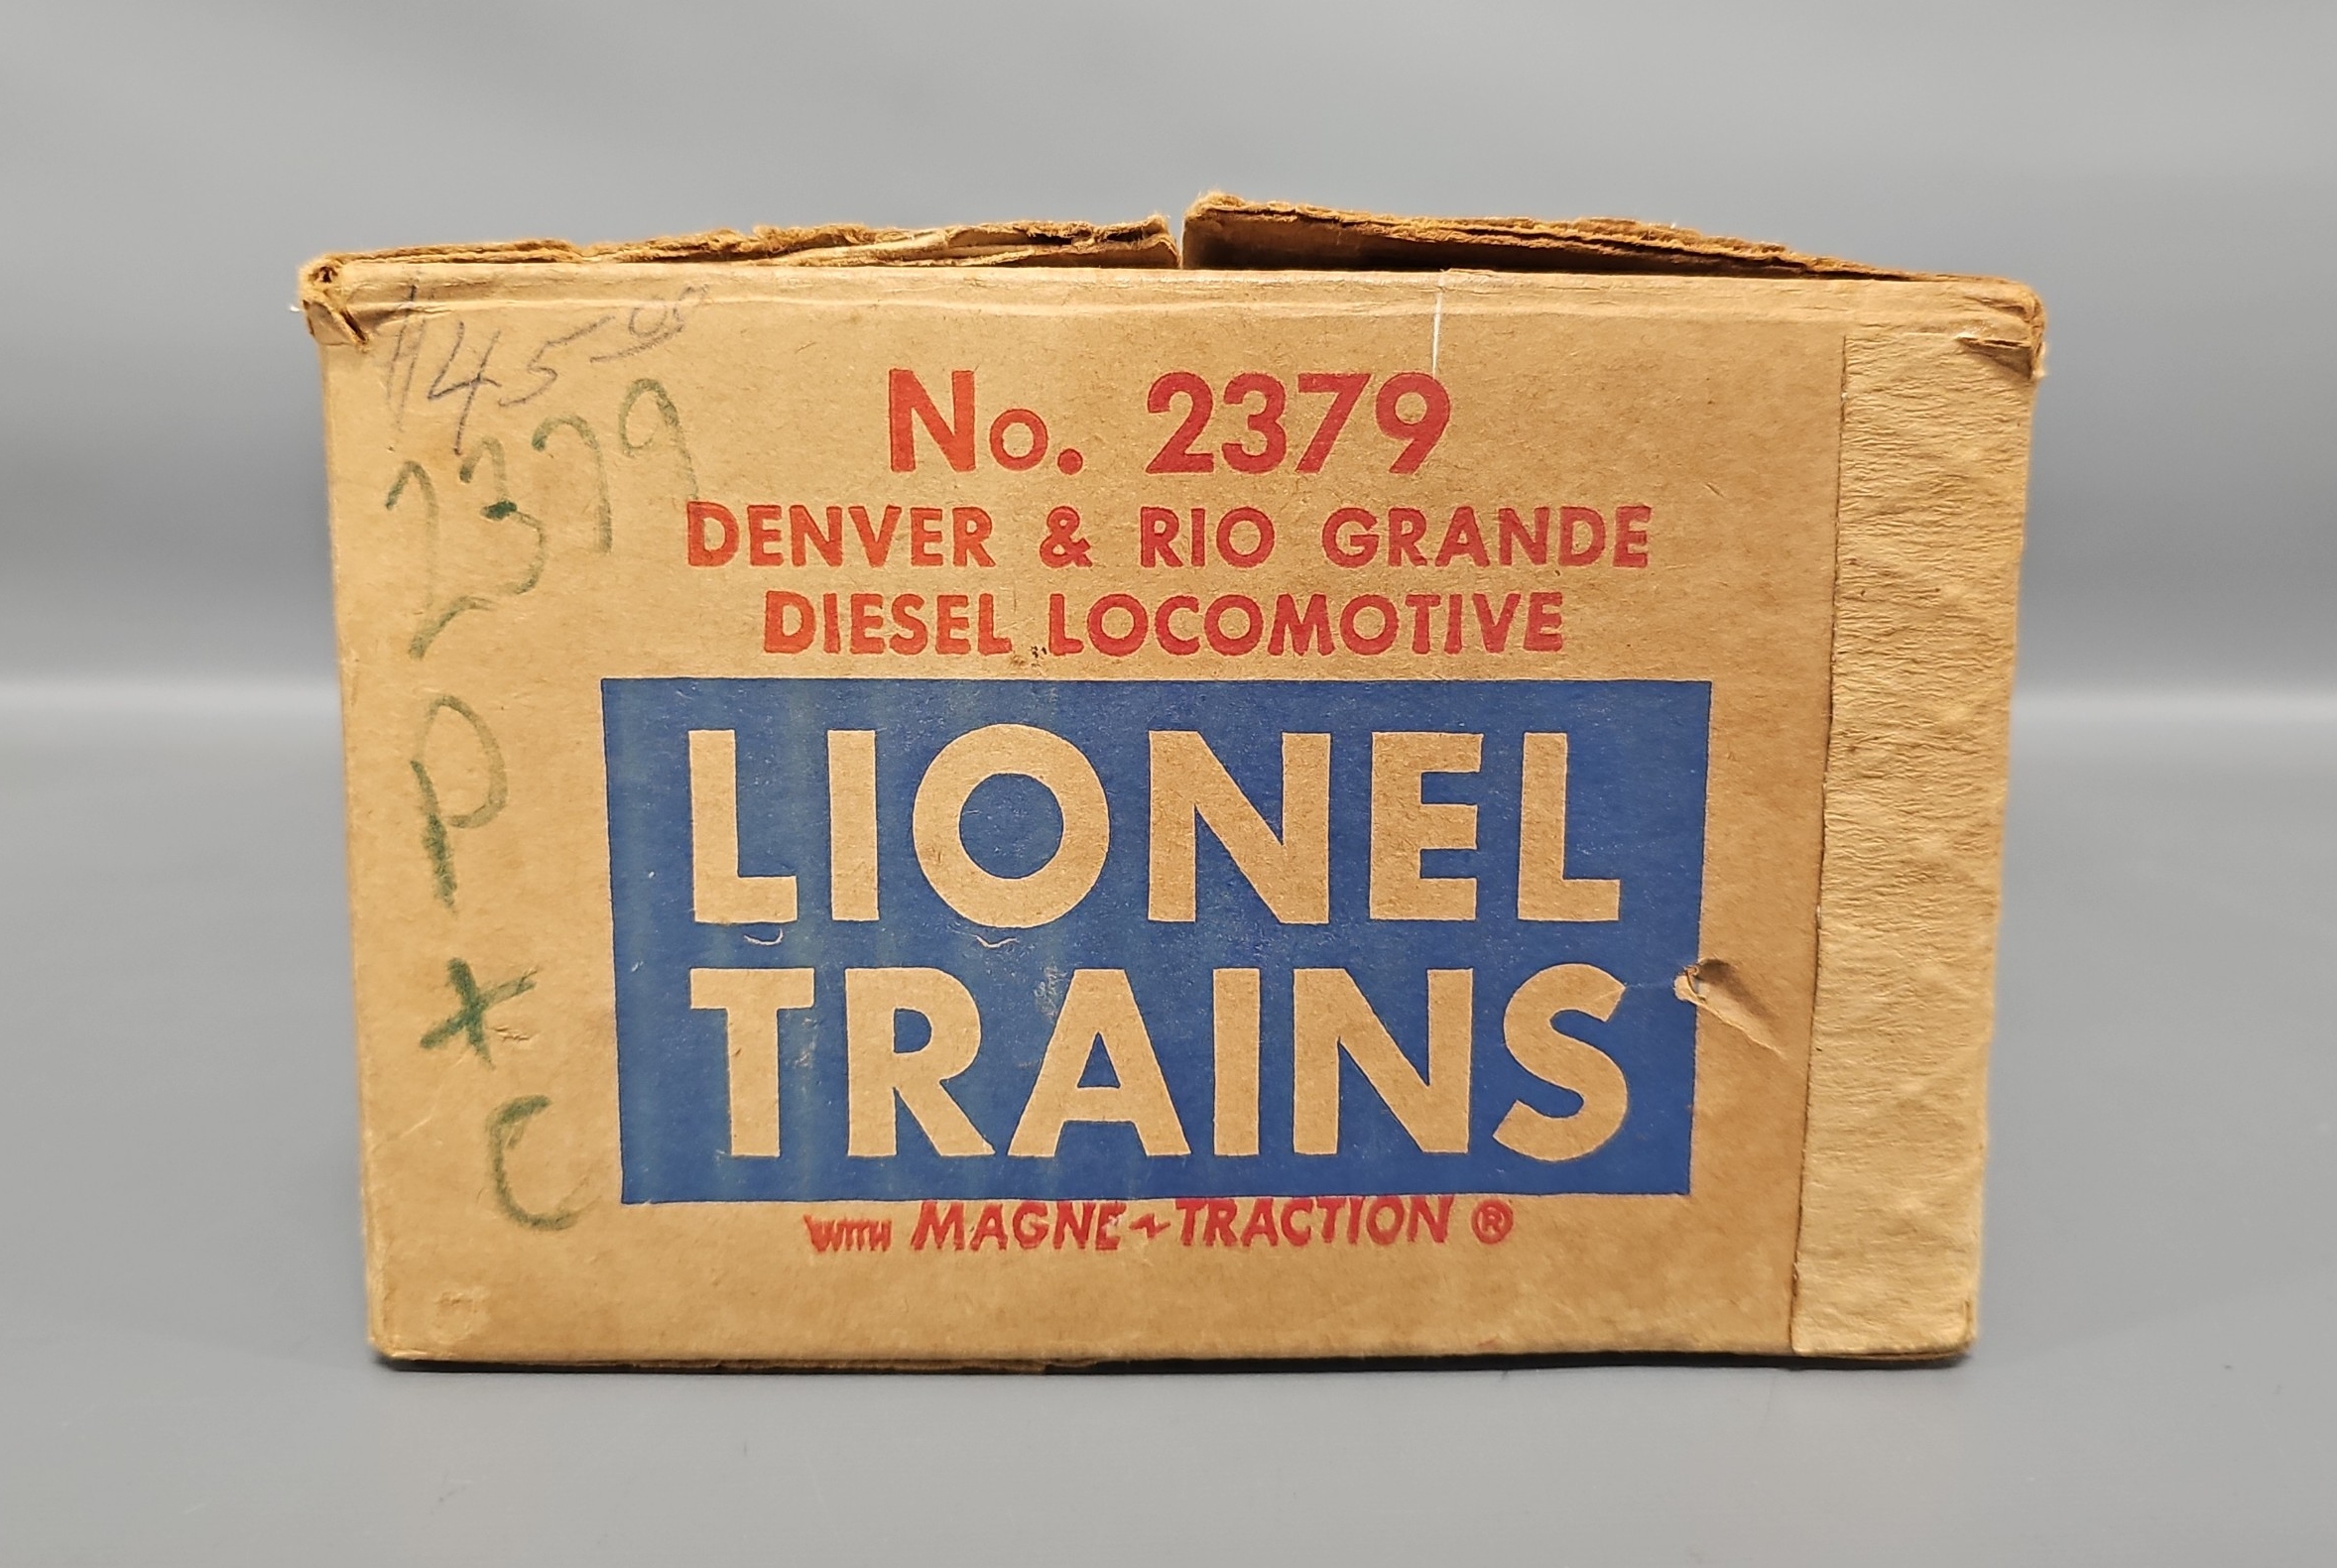 $45.00
2379
P
+
C
No. 2379
DENVER & RIO GRANDE
DIESEL LOCOMOTIVE
LIONEL
TRAINS
WITH MAGNE-TRACTION ®